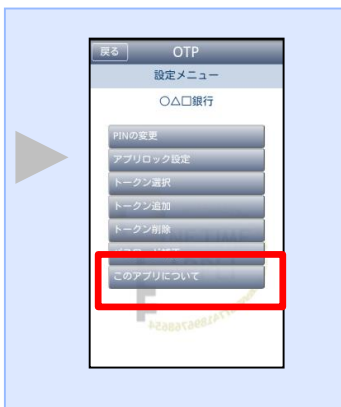 戻る OTP
設定メニュー
○△□銀行
PINの変更
アプリロック設定
トークン選択
トークン追加
トークン削除
このアプリについて